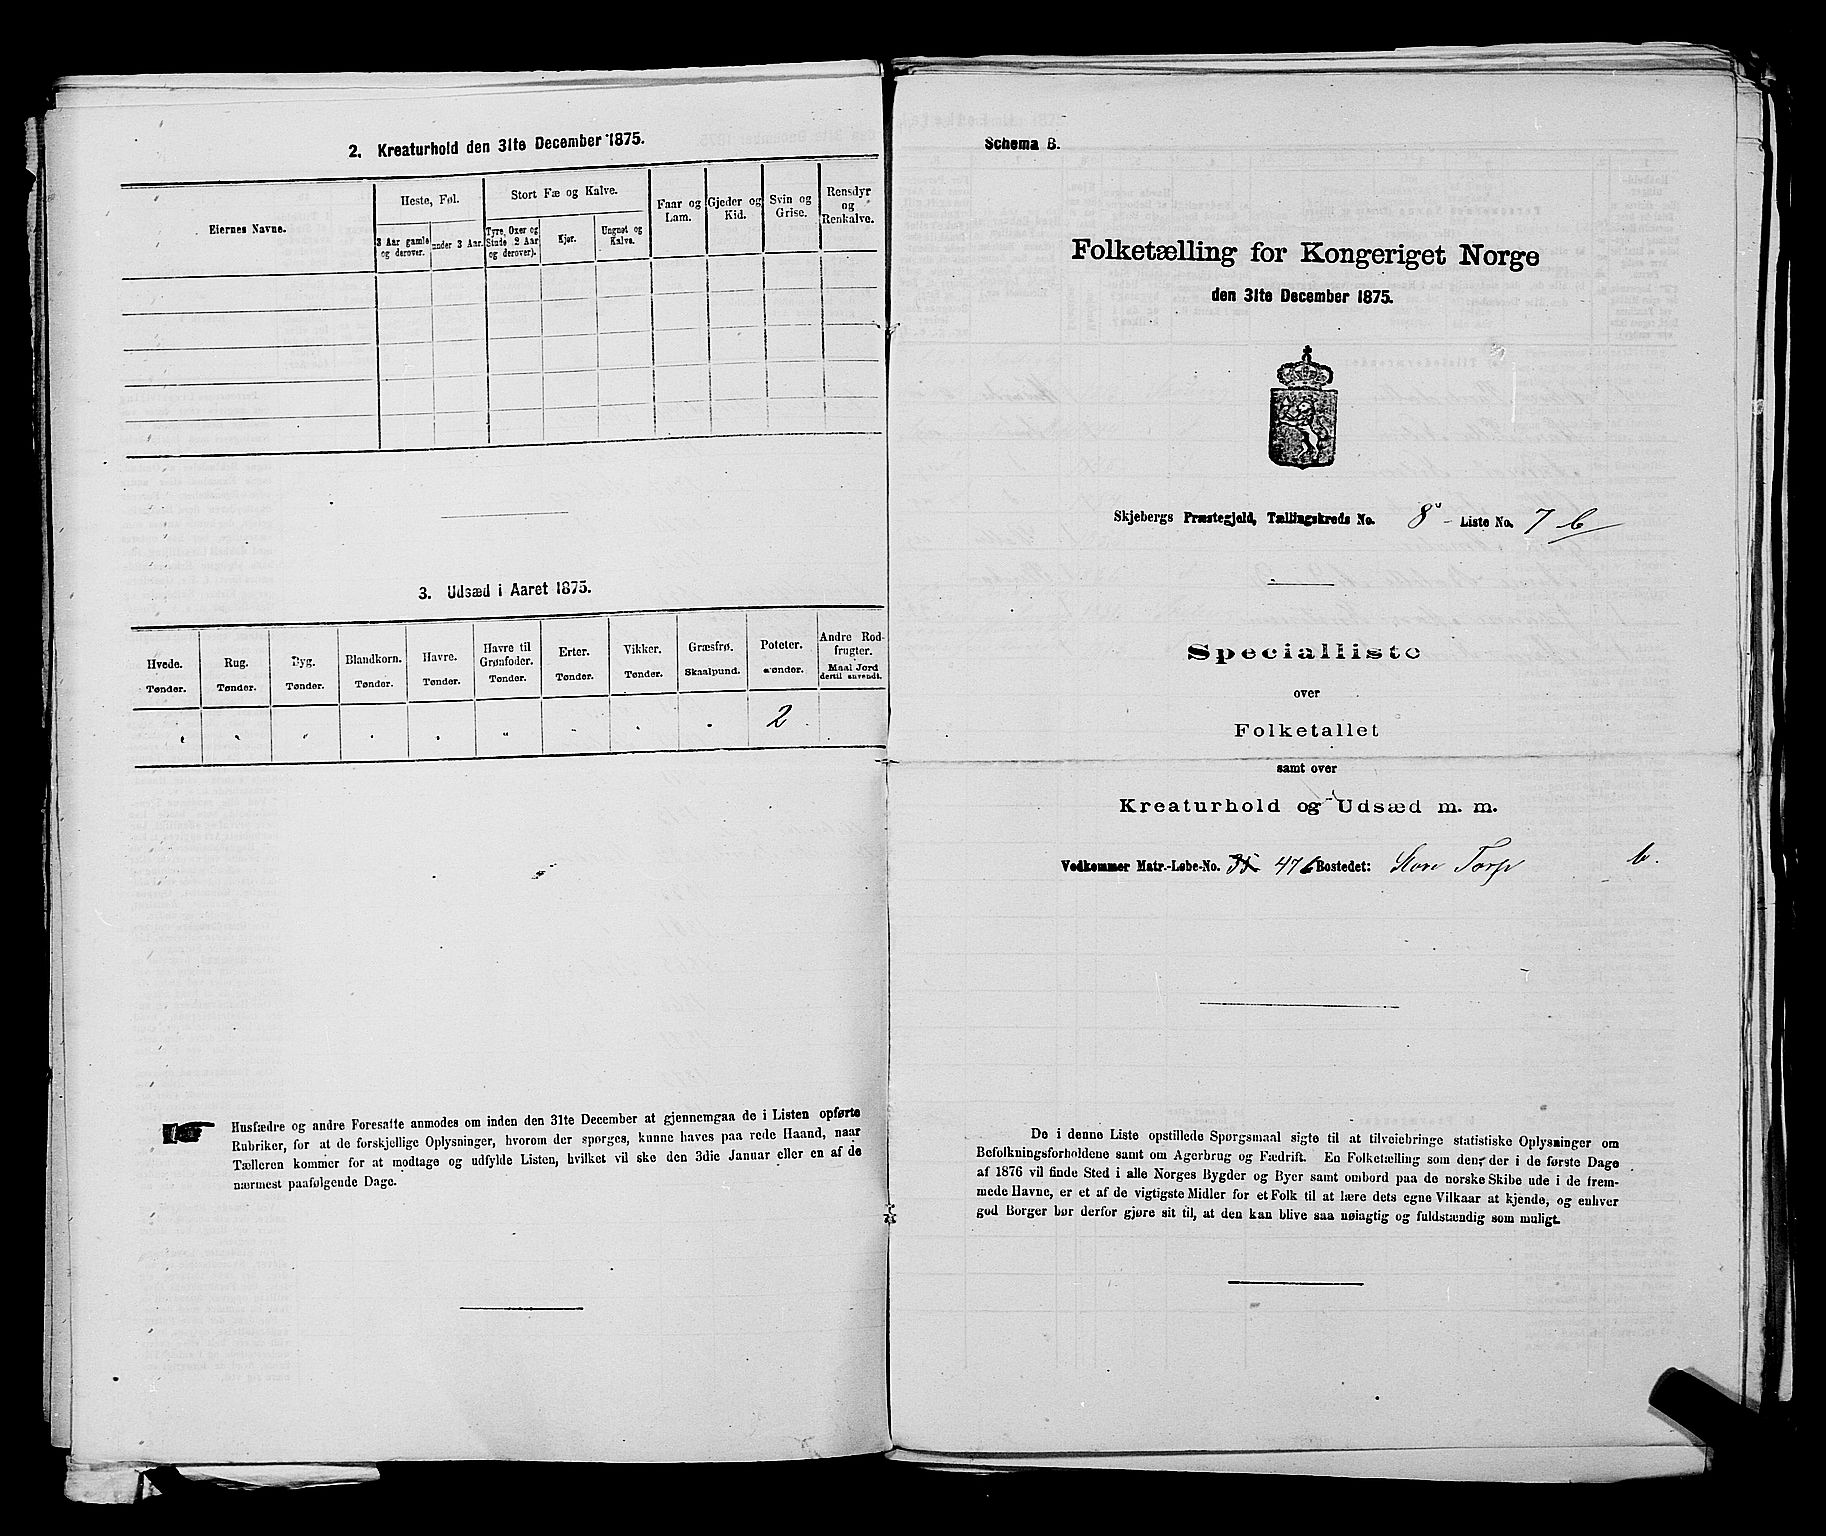 2. Kreaturhold den 31te December 1875.
Eiernes Navne.
Heste, Føl.
3 Aar gamle og derover.
under 3 Aar.
Stort Fæ og Kalve.
Tyre, Oxer og Stude (2 Aar og derover).
Kjør.
Ungnøt og Kalve.
Faar og Lam.
Gjeder og Kid.
Svin og Grise.
Rensdyr og Renkalve.
3. Udsæd i Aaret 1875.
Hvede. Tønder.
Rug. Tønder.
Byg. Tønder.
Blandkorn. Tønder.
Havre. Tønder.
Havre til Grønfoder. Tønder.
Erter. Tønder.
Vikker. Tønder.
Græsfrø. Skaalpund.
Poteter. Tønder.
Andre Rodfrugter. Maal Jord dertil anvendt.
" " " " " " " " " 2
Husfædre og andre Foresatte anmodes om inden den 31te December at gjennemgaa de i Listen opførte
Rubriker, for at de forskjellige Oplysninger, hvorom der spørges, kunne haves paa rede Haand, naar
Tælleren kommer for at modtage og udfylde Listen, hvilket vil ske den 3die Januar eller en af de
nærmest paafølgende Dage.
Schema B.
Folketælling for Kongeriget Norge
den 31te December 1875.
Skjebergs Præstegjeld, Tællingskreds No. 8 - Liste No. 7 b
Specialliste
over
Folketallet
samt over
Kreaturhold og Udsæd m. m.
Vedkommer Matr.-Løbe-No. 47b Bostedet: Store Torp b.
De i denne Liste opstillede Spørgsmaal sigte til at tilveiebringe statistiske Oplysninger om
Befolkningsforholdene samt om Agerbrug og Fædrift. En Folketælling som den, der i de første Dage
af 1876 vil finde Sted i alle Norges Bygder og Byer samt ombord paa de norske Skibe ude i de frem-
mede Havne, er et af de vigtigste Midler for et Folk til at lære dets egne Vilkaar at kjende, og enhver
god Borger bør derfor gjøre sit til, at den kan blive saa nøiagtig og fuldstændig som muligt.